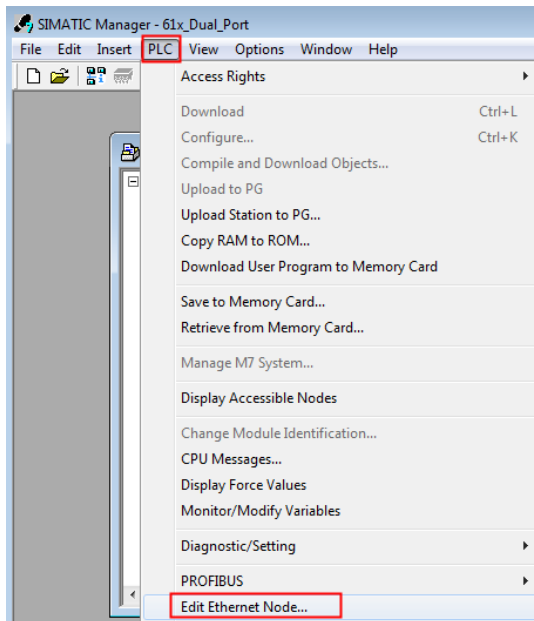 SIMATIC Manager - 61x_Dual_Port
File Edit Insert PLC View Options Window Help
Access Rights
Download Ctrl+L
Configure... Ctrl+K
Compile and Download Objects...
Upload to PG
Upload Station to PG...
Copy RAM to ROM...
Download User Program to Memory Card
Save to Memory Card...
Retrieve from Memory Card...
Manage M7 System...
Display Accessible Nodes
Change Module Identification...
CPU Messages...
Display Force Values
Monitor/Modify Variables
Diagnostic/Setting
PROFIBUS
Edit Ethernet Node...